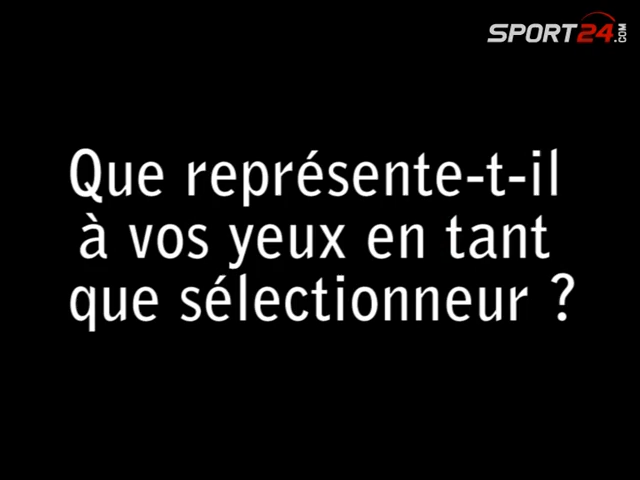 SPORT24.COM
Que représente-t-il
à vos yeux en tant
que sélectionneur ?